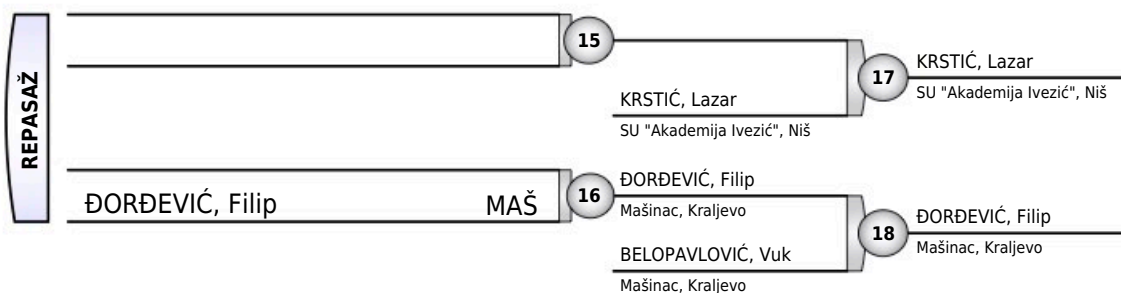 REPASAŽ
15
KRSTIĆ, Lazar
SU "Akademija Ivezić", Niš
17
KRSTIĆ, Lazar
SU "Akademija Ivezić", Niš
ĐORĐEVIĆ, Filip MAŠ
16
ĐORĐEVIĆ, Filip
Mašinac, Kraljevo
BELOPAVLOVIĆ, Vuk
Mašinac, Kraljevo
18
ĐORĐEVIĆ, Filip
Mašinac, Kraljevo